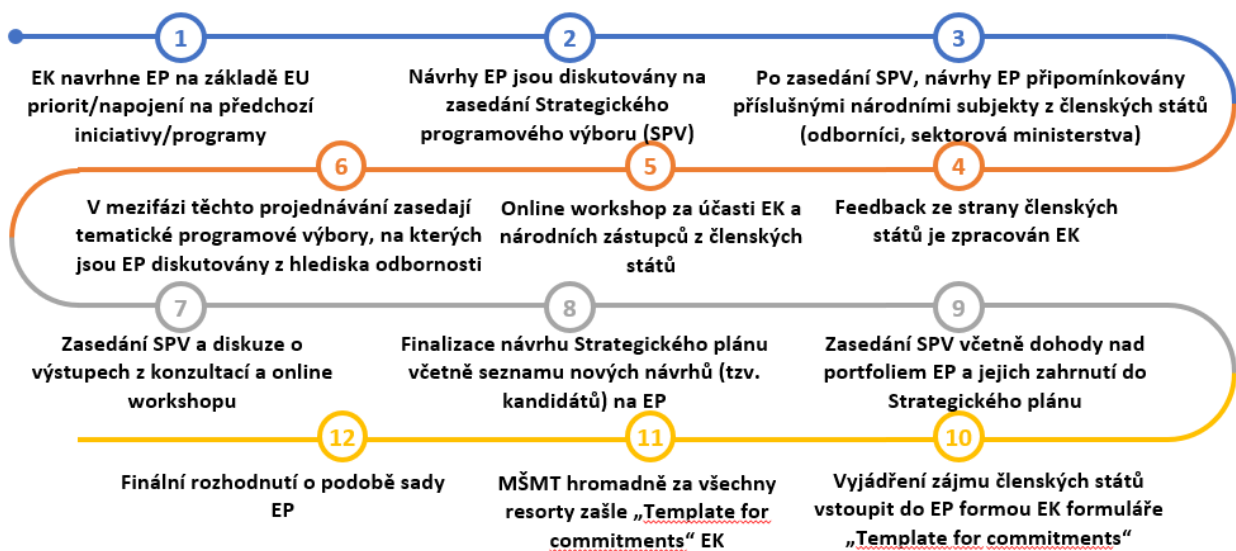 1
EK navrhne EP na základě EU
priorit/napojení na předchozí
iniciativy/programy
2
Návrhy EP jsou diskutovány na
zasedání Strategického
programového výboru (SPV)
3
Po zasedání SPV, návrhy EP připomínkovány
příslušnými národními subjekty z členských států
(odborníci, sektorová ministerstva)
4
Feedback ze strany členských
států je zpracován EK
5
Online workshop za účasti EK a
národních zástupců z členských
států
6
V mezifázi těchto projednávání zasedají
tematické programové výbory, na kterých
jsou EP diskutovány z hlediska odbornosti
7
Zasedání SPV a diskuze o
výstupech z konzultací a online
workshopu
8
Finalizace návrhu Strategického plánu
včetně seznamu nových návrhů (tzv.
kandidátů) na EP
9
Zasedání SPV včetně dohody nad
portfoliem EP a jejich zahrnutí do
Strategického plánu
10
Vyjádření zájmu členských států
vstoupit do EP formou EK formuláře
„Template for commitments“
11
MŠMT hromadně za všechny
resorty zašle „Template for
commitments“ EK
12
Finální rozhodnutí o podobě sady
EP